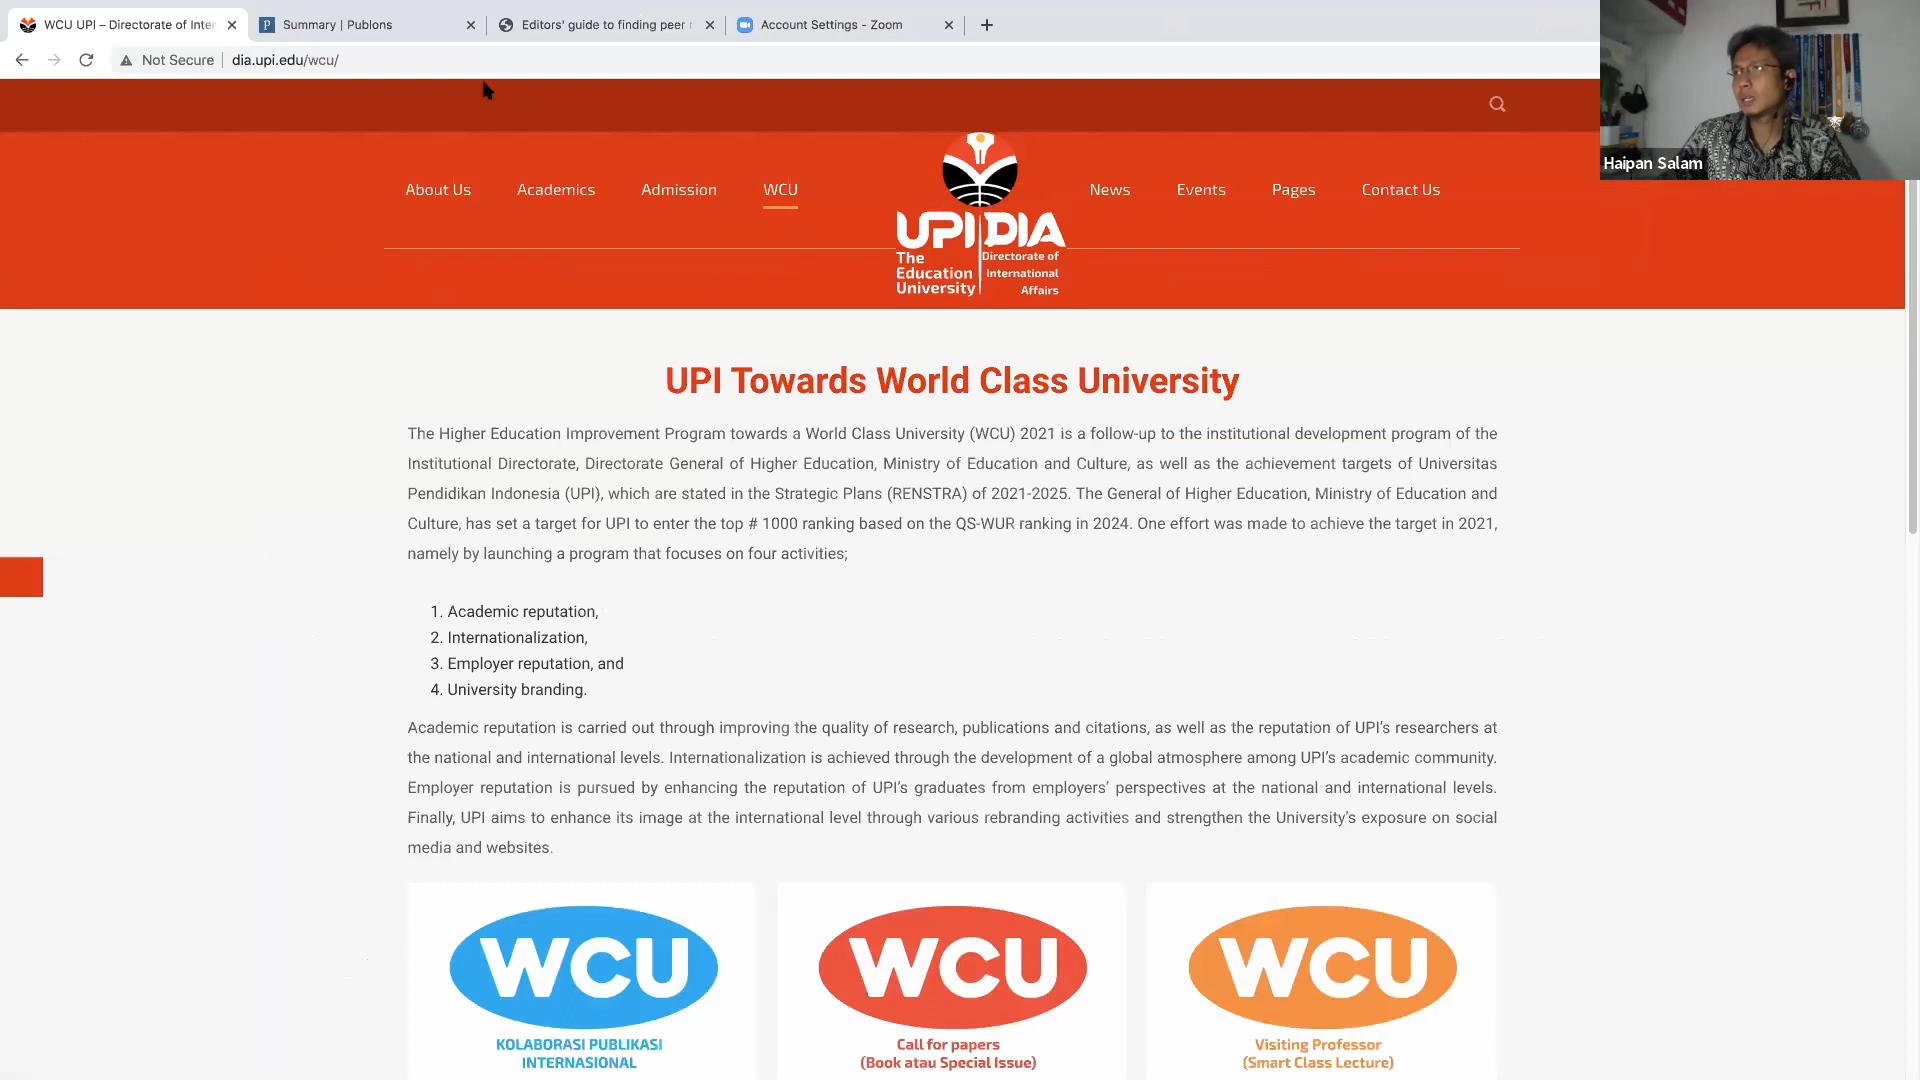 WCU UPI – Directorate of Inter
Summary | Publons
Editors' guide to finding peer
Account Settings - Zoom
Not Secure
dia.upi.edu/wcu/
Haipan Salam
About Us
Academics
Admission
WCU
News
Events
Pages
Contact Us
UPI DIA
The Education University
Directorate of International Affairs
UPI Towards World Class University
The Higher Education Improvement Program towards a World Class University (WCU) 2021 is a follow-up to the institutional development program of the
Institutional Directorate, Directorate General of Higher Education, Ministry of Education and Culture, as well as the achievement targets of Universitas
Pendidikan Indonesia (UPI), which are stated in the Strategic Plans (RENSTRA) of 2021-2025. The General of Higher Education, Ministry of Education and
Culture, has set a target for UPI to enter the top # 1000 ranking based on the QS-WUR ranking in 2024. One effort was made to achieve the target in 2021,
namely by launching a program that focuses on four activities;
1. Academic reputation,
2. Internationalization,
3. Employer reputation, and
4. University branding.
Academic reputation is carried out through improving the quality of research, publications and citations, as well as the reputation of UPI's researchers at
the national and international levels. Internationalization is achieved through the development of a global atmosphere among UPI's academic community.
Employer reputation is pursued by enhancing the reputation of UPI's graduates from employers' perspectives at the national and international levels.
Finally, UPI aims to enhance its image at the international level through various rebranding activities and strengthen the University's exposure on social
media and websites.
WCU
KOLABORASI PUBLIKASI
INTERNASIONAL
WCU
Call for papers
(Book atau Special Issue)
WCU
Visiting Professor
(Smart Class Lecture)